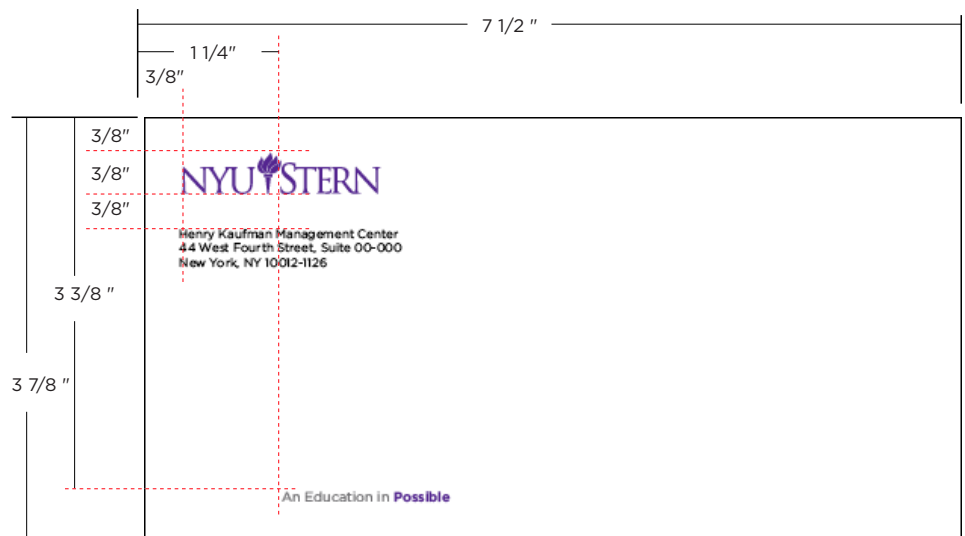 7 1/2 "
1 1/4"
3/8"
3/8"
3/8"
3/8"
NYU STERN
Henry Kaufman Management Center
44 West Fourth Street, Suite 00-000
New York, NY 10012-1126
3 3/8 "
3 7/8 "
An Education in Possible